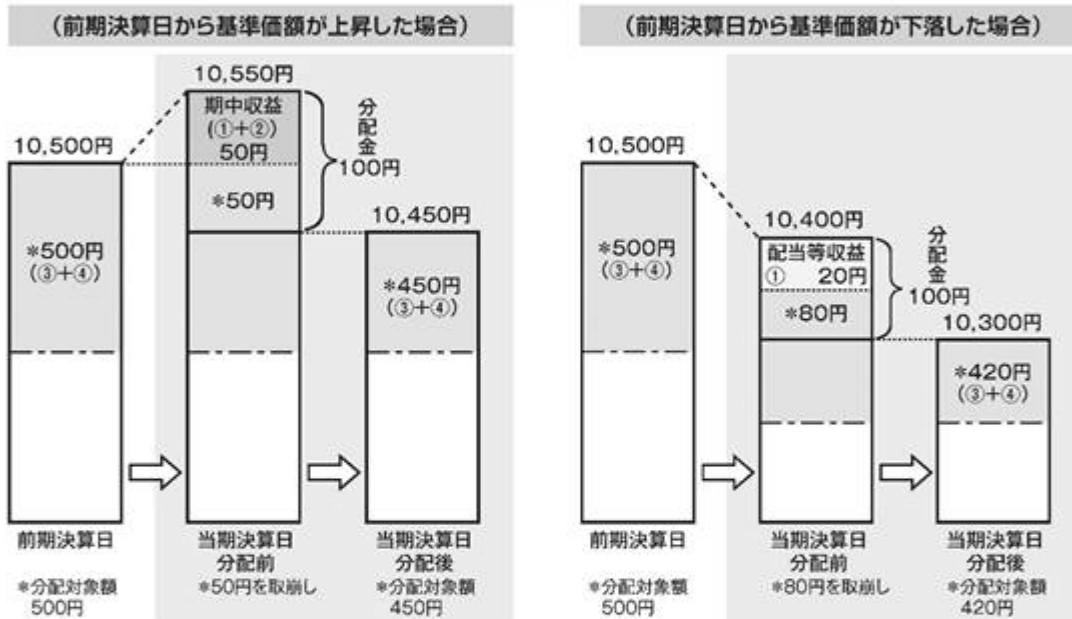 (前期決算日から基準価額が上昇した場合)
10,550円
期中収益
(①+②)
50円
*50円
分配金
100円
10,500円
*500円
(③+④)
10,450円
*450円
(③+④)
前期決算日
当期決算日
分配前
当期決算日
分配後
*分配対象額
500円
*50円を取崩し
*分配対象額
450円
(前期決算日から基準価額が下落した場合)
10,500円
*500円
(③+④)
10,400円
配当等収益
① 20円
*80円
分配金
100円
10,300円
*420円
(③+④)
前期決算日
当期決算日
分配前
当期決算日
分配後
*分配対象額
500円
*80円を取崩し
*分配対象額
420円